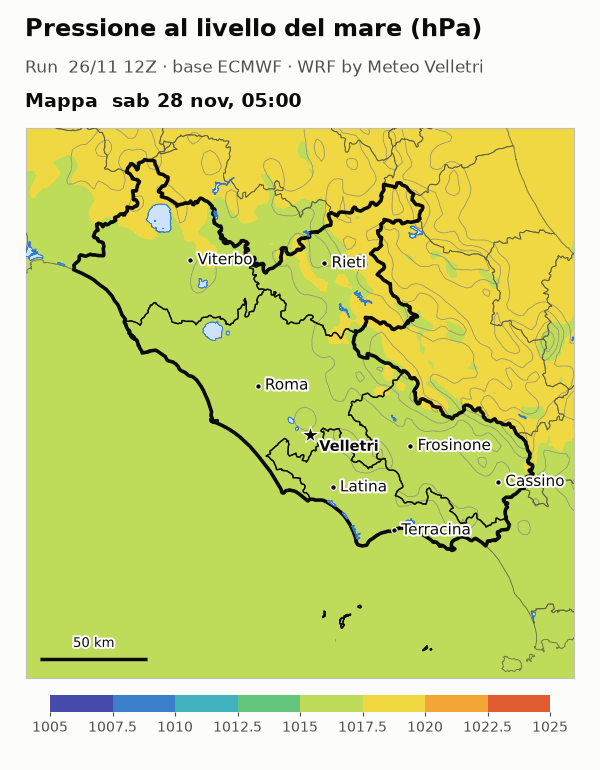 Pressione al livello del mare (hPa)
Run  26/11 12Z · base ECMWF · WRF by Meteo Velletri
Mappa  sab 28 nov, 05:00
Viterbo
Rieti
Roma
Velletri
Frosinone
Cassino
Latina
Terracina
50 km
1005 1007.5 1010 1012.5 1015 1017.5 1020 1022.5 1025